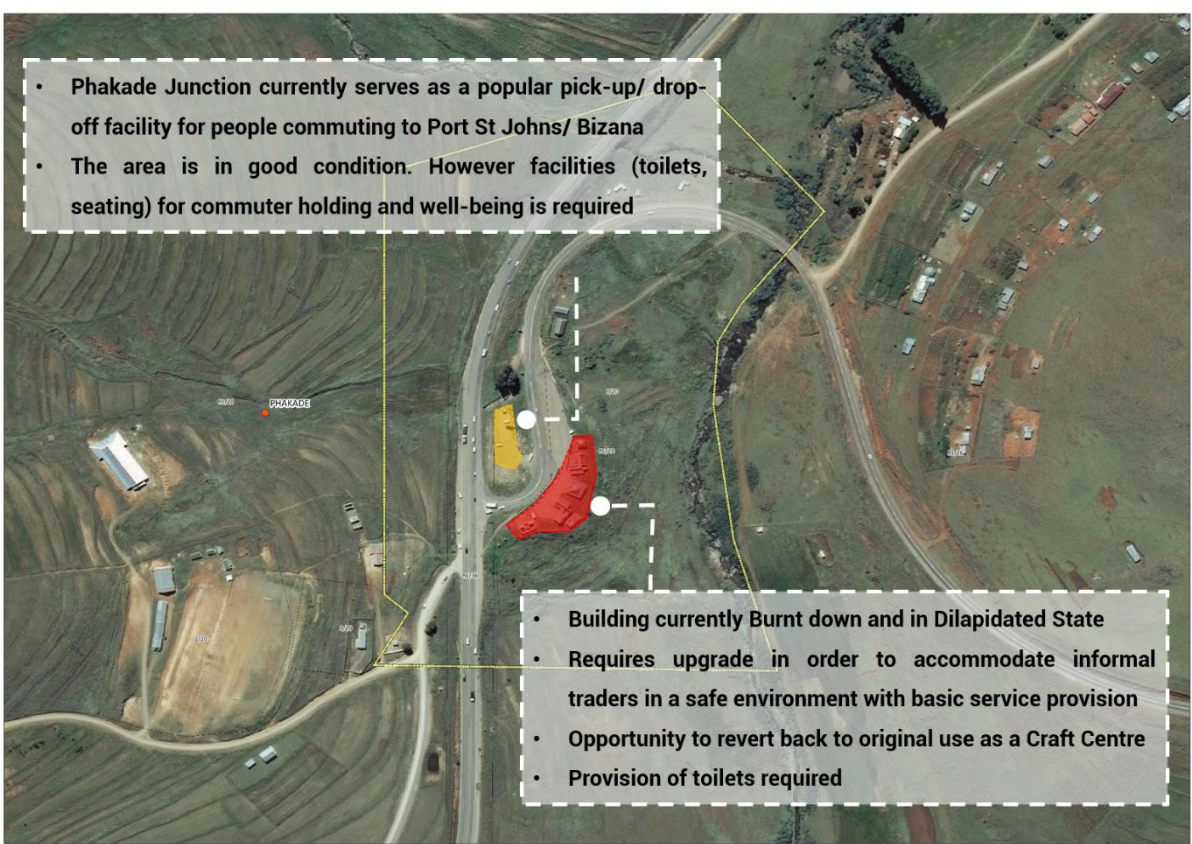 • Phakade Junction currently serves as a popular pick-up/ drop-
off facility for people commuting to Port St Johns/ Bizana
• The area is in good condition. However facilities (toilets,
seating) for commuter holding and well-being is required
PHAKADE
• Building currently Burnt down and in Dilapidated State
• Requires upgrade in order to accommodate informal
traders in a safe environment with basic service provision
• Opportunity to revert back to original use as a Craft Centre
• Provision of toilets required